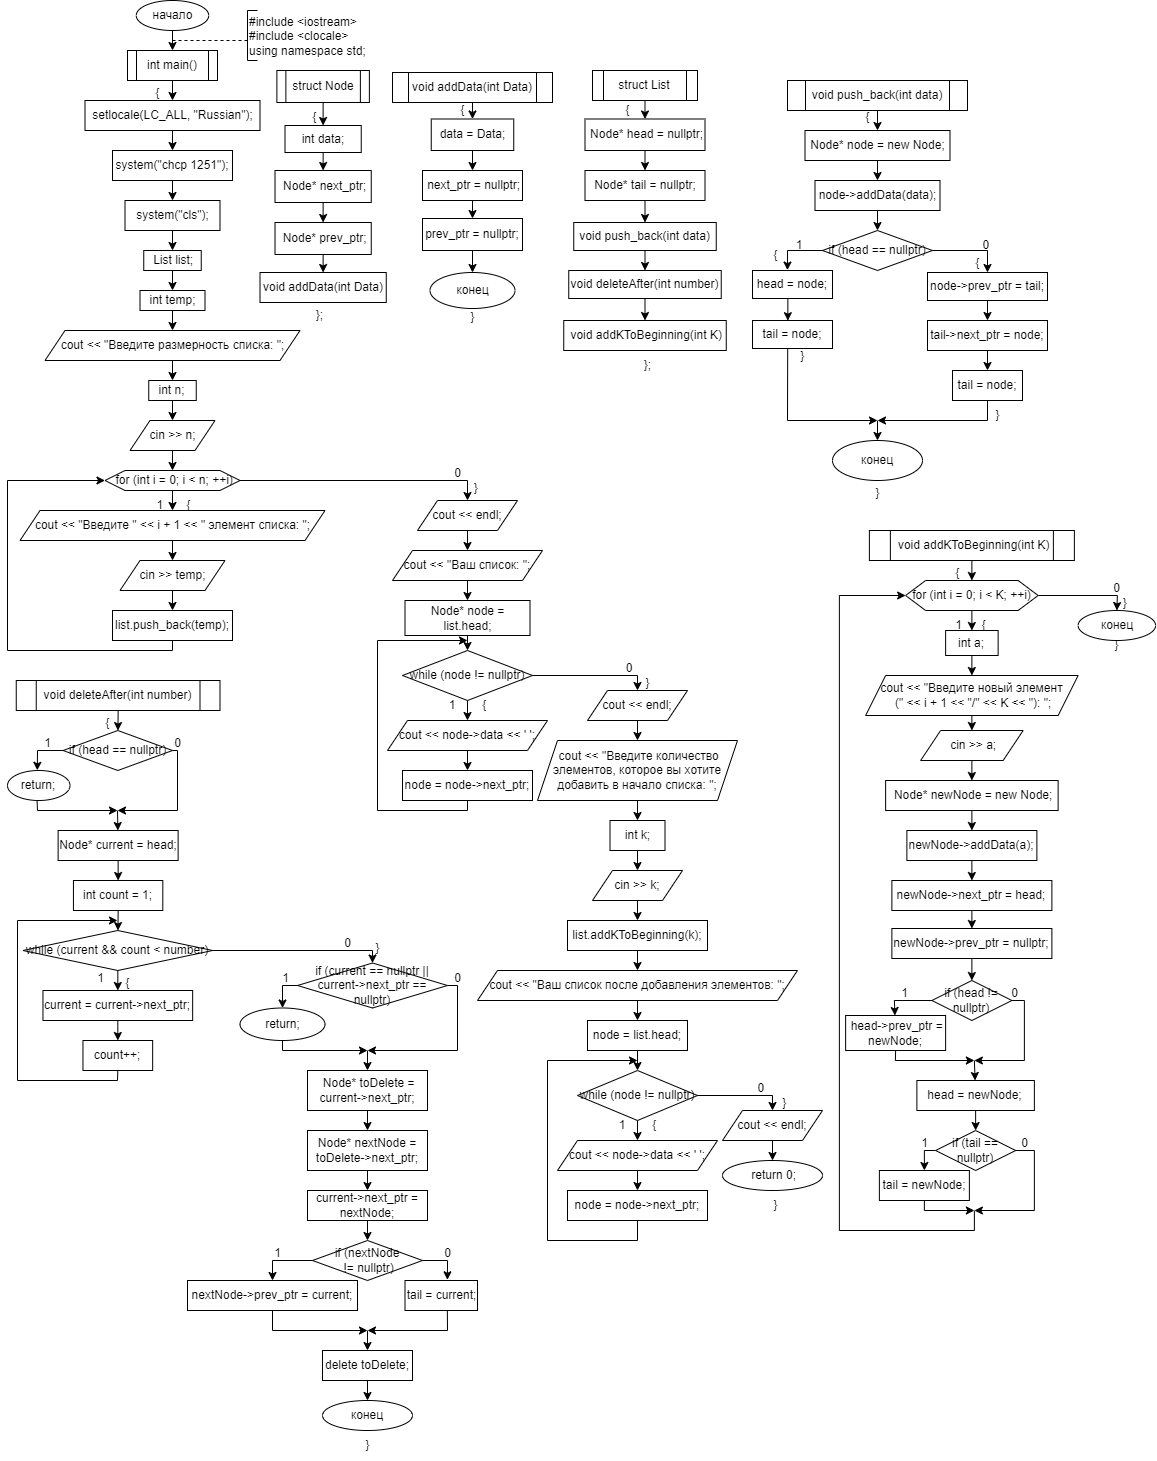 начало
#include <iostream>
#include <clocale>
using namespace std;
int main()
{
setlocale(LC_ALL, "Russian");
system("chcp 1251");
system("cls");
List list;
int temp;
cout << "Введите размерность списка: ";
int n;
cin >> n;
for (int i = 0; i < n; ++i)
0
}
1
{
cout << "Введите " << i + 1 << " элемент списка: ";
cin >> temp;
list.push_back(temp);
cout << endl;
cout << "Ваш список: ";
Node* node =
list.head;
while (node != nullptr)
0
}
1
{
cout << node->data << ' ';
node = node->next_ptr;
cout << endl;
cout << "Введите количество
элементов, которое вы хотите
добавить в начало списка: ";
int k;
cin >> k;
list.addKToBeginning(k);
cout << "Ваш список после добавления элементов: ";
node = list.head;
while (node != nullptr)
0
}
1
{
cout << node->data << ' ';
node = node->next_ptr;
cout << endl;
return 0;
}
struct Node
{
int data;
Node* next_ptr;
Node* prev_ptr;
void addData(int Data)
};
void addData(int Data)
{
data = Data;
next_ptr = nullptr;
prev_ptr = nullptr;
конец
}
struct List
{
Node* head = nullptr;
Node* tail = nullptr;
void push_back(int data)
void deleteAfter(int number)
void addKToBeginning(int K)
};
void push_back(int data)
{
Node* node = new Node;
node->addData(data);
if (head == nullptr)
1
0
{
{
head = node;
node->prev_ptr = tail;
tail = node;
tail->next_ptr = node;
}
tail = node;
}
конец
}
void addKToBeginning(int K)
{
for (int i = 0; i < K; ++i)
0
}
конец
}
1
{
int a;
cout << "Введите новый элемент
(" << i + 1 << "/" << K << "): ";
cin >> a;
Node* newNode = new Node;
newNode->addData(a);
newNode->next_ptr = head;
newNode->prev_ptr = nullptr;
if (head !=
nullptr)
1
0
head->prev_ptr =
newNode;
head = newNode;
if (tail ==
nullptr)
1
0
tail = newNode;
void deleteAfter(int number)
{
if (head == nullptr)
1
0
return;
Node* current = head;
int count = 1;
while (current && count < number)
0
}
1
{
current = current->next_ptr;
count++;
if (current == nullptr ||
current->next_ptr ==
nullptr)
1
0
return;
Node* toDelete =
current->next_ptr;
Node* nextNode =
toDelete->next_ptr;
current->next_ptr =
nextNode;
if (nextNode
!= nullptr)
1
0
nextNode->prev_ptr = current;
tail = current;
delete toDelete;
конец
}